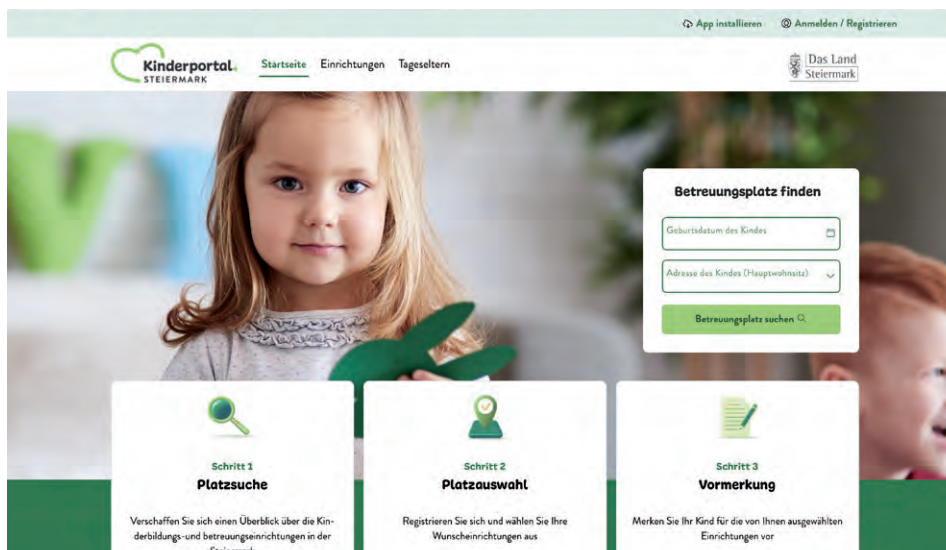 App installieren
Anmelden / Registrieren
Kinderportal
STEIERMARK
Startseite
Einrichtungen
Tageseltern
Das Land
Steiermark
Betreuungsplatz finden
Geburtsdatum des Kindes
Adresse des Kindes (Hauptwohnsitz)
Betreuungsplatz suchen
Schritt 1
Platzsuche
Verschaffen Sie sich einen Überblick über die Kin-
derbildungs-und betreuungseinrichtungen in der
Steiermark
Schritt 2
Platzauswahl
Registrieren Sie sich und wählen Sie Ihre
Wunscheinrichtungen aus
Schritt 3
Vormerkung
Merken Sie Ihr Kind für die von Ihnen ausgewählten
Einrichtungen vor